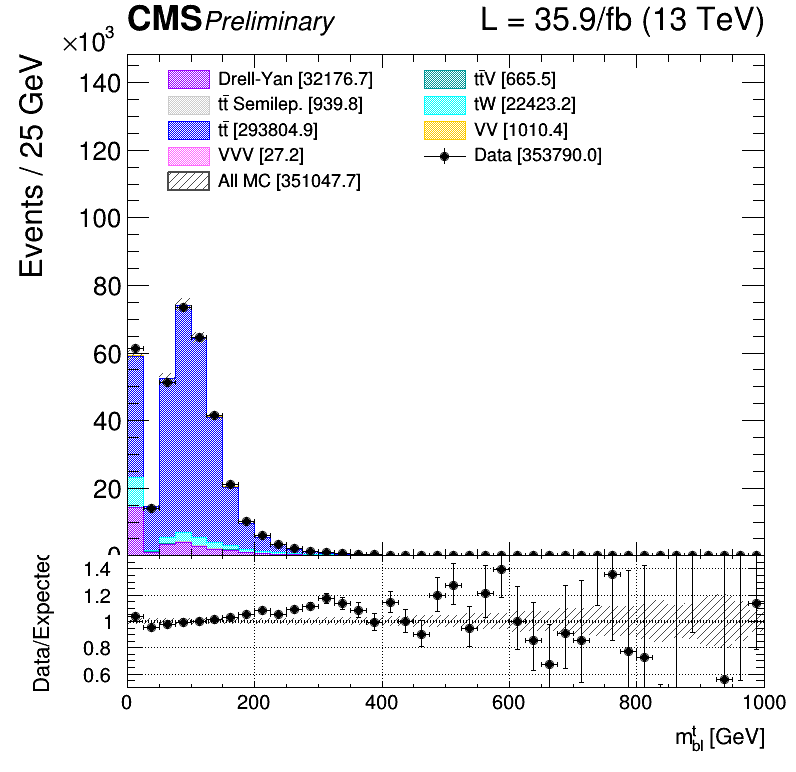 CMS Preliminary L = 35.9/fb (13 TeV)
×10³
Events / 25 GeV
140
120
100
80
60
40
20
0
Drell-Yan [32176.7]
tt̄ Semilep. [939.8]
tt̄ [293804.9]
VVV [27.2]
All MC [351047.7]
tt̄V [665.5]
tW [22423.2]
VV [1010.4]
Data [353790.0]
Data/Expected
1.4
1.2
1
0.8
0.6
0 200 400 600 800 1000
m^t_bl [GeV]